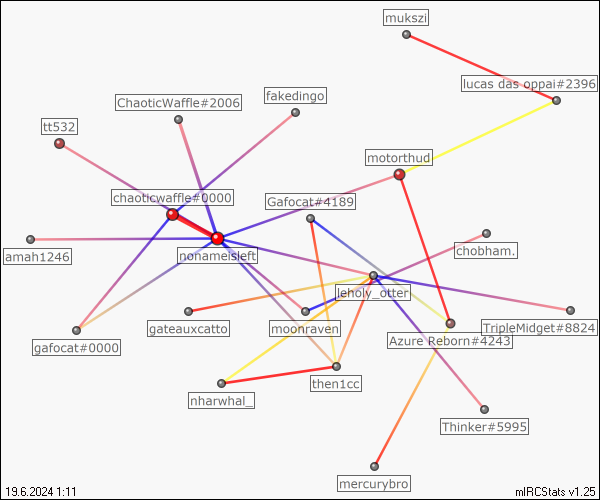 mukszi
lucas das oppai#2396
ChaoticWaffle#2006
fakedingo
tt532
motorthud
chaoticwaffle#0000
Gafocat#4189
amah1246
nonameisleft
chobham.
leholy_otter
gateauxcatto
moonraven
TripleMidget#8824
gafocat#0000
Azure Reborn#4243
then1cc
nharwhal_
Thinker#5995
mercurybro
19.6.2024 1:11
mIRCStats v1.25